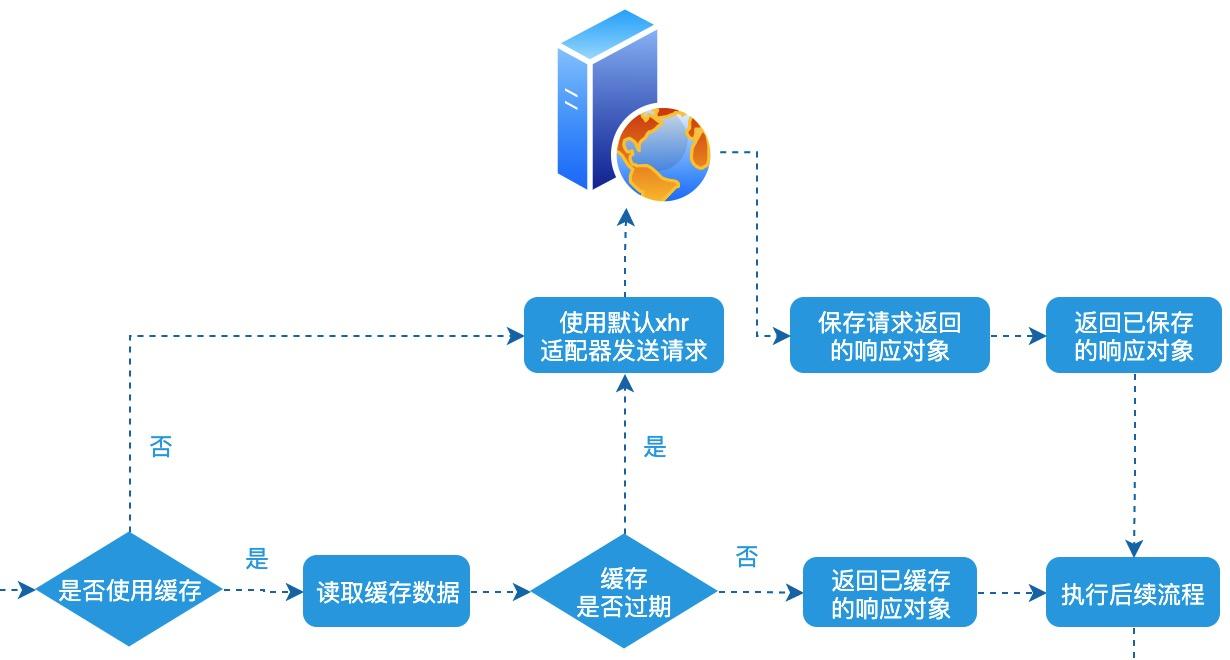 使用默认xhr
适配器发送请求
保存请求返回
的响应对象
返回已保存
的响应对象
否
是
是否使用缓存
是
读取缓存数据
缓存
是否过期
否
返回已缓存
的响应对象
执行后续流程